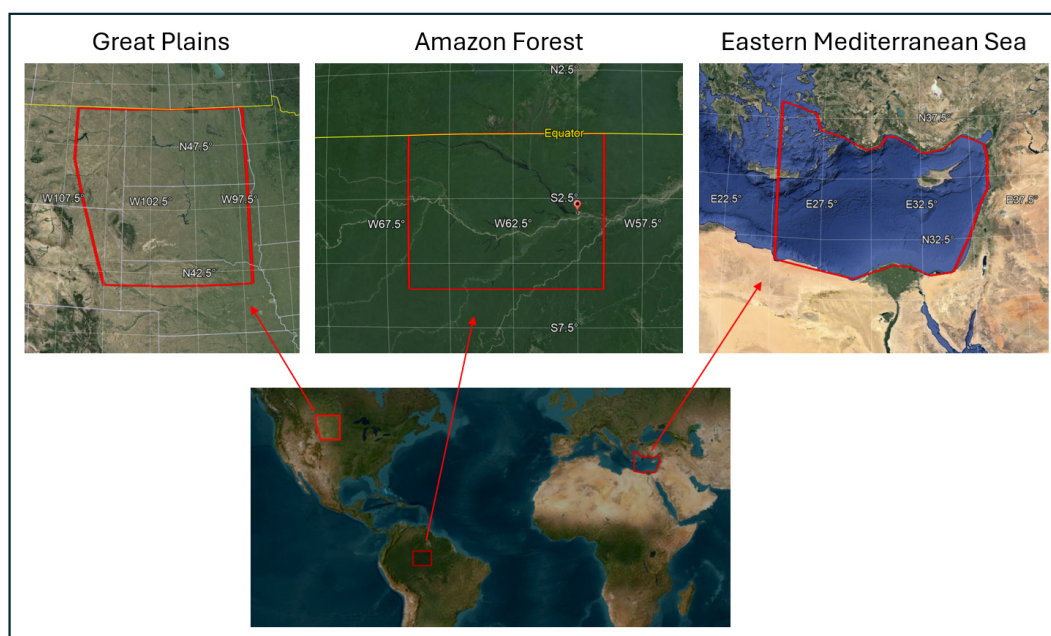 Great Plains
Amazon Forest
Eastern Mediterranean Sea
N47.5°
W107.5°
W102.5°
W97.5°
N42.5°
N2.5°
Equator
S2.5°
W67.5°
W62.5°
W57.5°
S7.5°
N37.5°
E22.5°
E27.5°
E32.5°
E37.5°
N32.5°